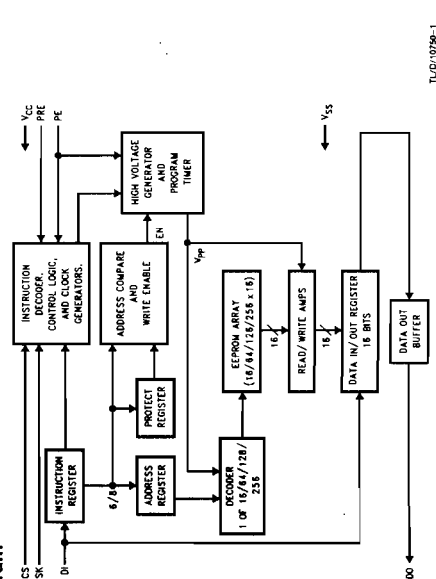 CS
SK
DI
INSTRUCTION
DECODER,
CONTROL LOGIC,
AND CLOCK
GENERATORS.
VCC
PRE
PE
INSTRUCTION
REGISTER
6/8
ADDRESS COMPARE
AND
WRITE ENABLE
EN
HIGH VOLTAGE
GENERATOR
AND
PROGRAM
TIMER
PROTECT
REGISTER
ADDRESS
REGISTER
VPP
DECODER
1 OF 16/64/128/
256
EEPROM ARRAY
(16/64/128/256 x 16)
16
READ/WRITE AMPS
16
VSS
DATA IN/OUT REGISTER
16 BITS
DATA OUT
BUFFER
DO
TL/D/10750-1